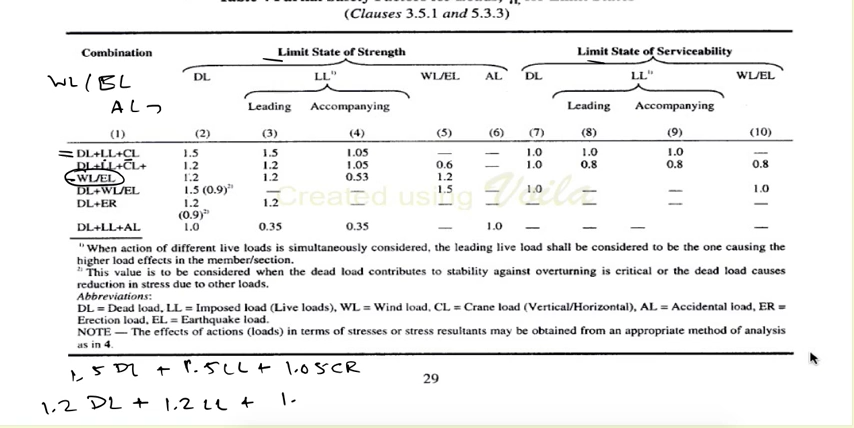 (Clauses 3.5.1 and 5.3.3)
Combination Limit State of Strength Limit State of Serviceability
WL/EL DL LL¹⁾ WL/EL AL DL LL¹⁾ WL/EL
AL Leading Accompanying Leading Accompanying
(1) (2) (3) (4) (5) (6) (7) (8) (9) (10)
DL+LL+CL 1.5 1.5 1.05 — — 1.0 1.0 1.0 —
DL+LL+CL+ 1.2 1.2 1.05 0.6 — 1.0 0.8 0.8 0.8
WL/EL 1.2 1.2 0.53 1.2
DL+WL/EL 1.5 (0.9)²⁾ — — 1.5 — 1.0 — — 1.0
DL+ER 1.2 1.2 — — — — — — —
(0.9)²⁾
DL+LL+AL 1.0 0.35 0.35 — 1.0 — — — —
Created using Voila
¹⁾ When action of different live loads is simultaneously considered, the leading live load shall be considered to be the one causing the
higher load effects in the member/section.
²⁾ This value is to be considered when the dead load contributes to stability against overturning is critical or the dead load causes
reduction in stress due to other loads.
Abbreviations:
DL = Dead load, LL = Imposed load (Live loads), WL = Wind load, CL = Crane load (Vertical/Horizontal), AL = Accidental load, ER =
Erection load, EL = Earthquake load.
NOTE — The effects of actions (loads) in terms of stresses or stress resultants may be obtained from an appropriate method of analysis
as in 4.
1.5 DL + 1.5 LL + 1.05 CR
29
1.2 DL + 1.2 LL + 1.